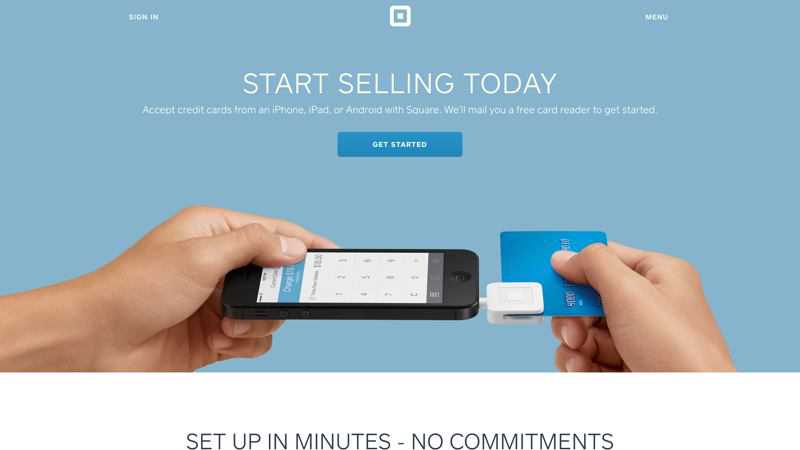 SIGN IN
MENU
START SELLING TODAY
Accept credit cards from an iPhone, iPad, or Android with Square. We'll mail you a free card reader to get started.
GET STARTED
SET UP IN MINUTES - NO COMMITMENTS